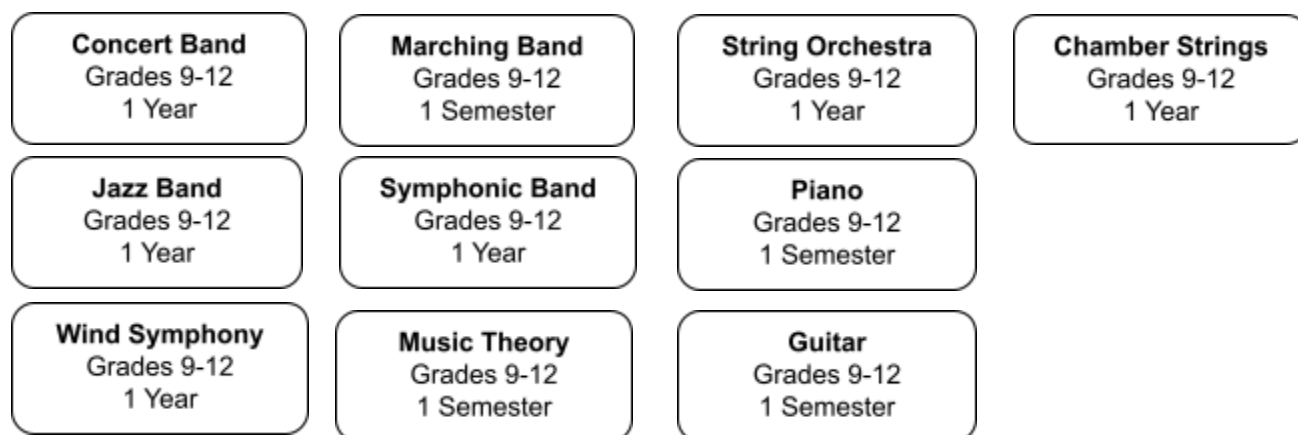 Concert Band
Grades 9-12
1 Year
Marching Band
Grades 9-12
1 Semester
String Orchestra
Grades 9-12
1 Year
Chamber Strings
Grades 9-12
1 Year
Jazz Band
Grades 9-12
1 Year
Symphonic Band
Grades 9-12
1 Year
Piano
Grades 9-12
1 Semester
Wind Symphony
Grades 9-12
1 Year
Music Theory
Grades 9-12
1 Semester
Guitar
Grades 9-12
1 Semester